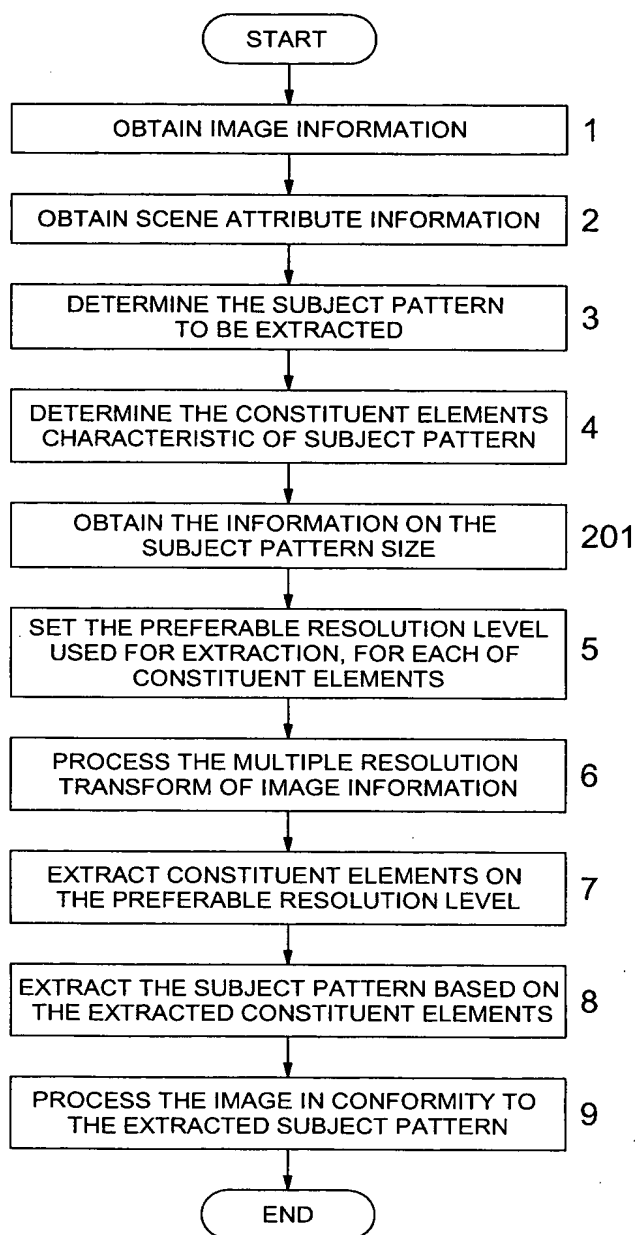 START
OBTAIN IMAGE INFORMATION 1
OBTAIN SCENE ATTRIBUTE INFORMATION 2
DETERMINE THE SUBJECT PATTERN
TO BE EXTRACTED 3
DETERMINE THE CONSTITUENT ELEMENTS
CHARACTERISTIC OF SUBJECT PATTERN 4
OBTAIN THE INFORMATION ON THE
SUBJECT PATTERN SIZE 201
SET THE PREFERABLE RESOLUTION LEVEL
USED FOR EXTRACTION, FOR EACH OF 5
CONSTITUENT ELEMENTS
PROCESS THE MULTIPLE RESOLUTION
TRANSFORM OF IMAGE INFORMATION 6
EXTRACT CONSTITUENT ELEMENTS ON
THE PREFERABLE RESOLUTION LEVEL 7
EXTRACT THE SUBJECT PATTERN BASED ON
THE EXTRACTED CONSTITUENT ELEMENTS 8
PROCESS THE IMAGE IN CONFORMITY TO
THE EXTRACTED SUBJECT PATTERN 9
END